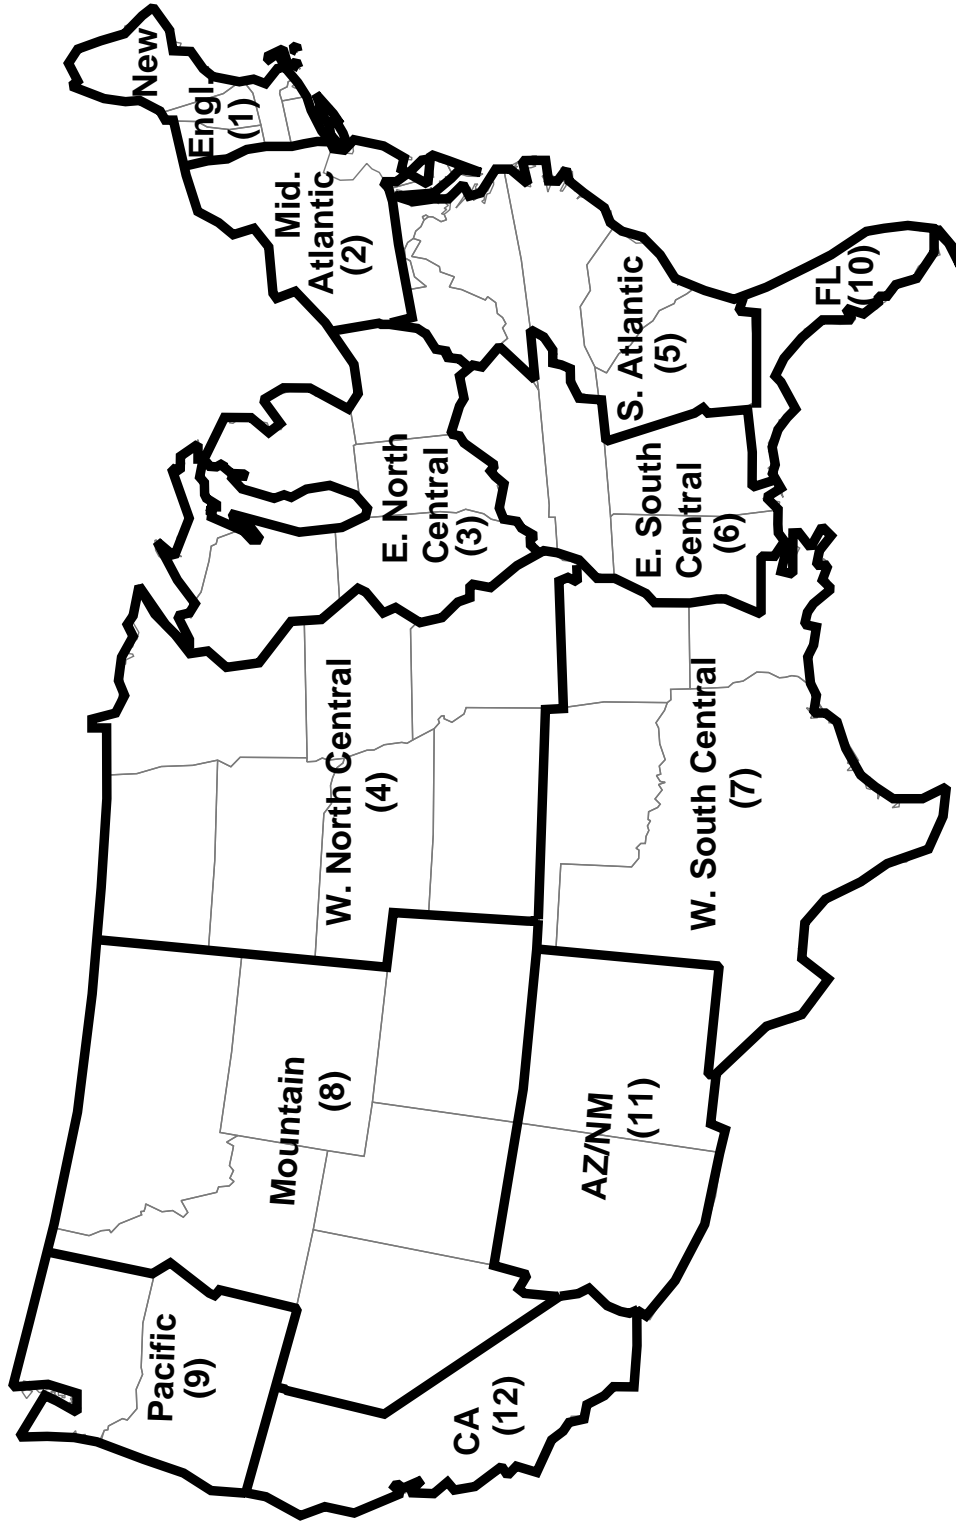 New
Engl.
(1)
Mid.
Atlantic
(2)
E. North
Central
(3)
W. North Central
(4)
S. Atlantic
(5)
E. South
Central
(6)
W. South Central
(7)
Mountain
(8)
Pacific
(9)
FL
(10)
AZ/NM
(11)
CA
(12)